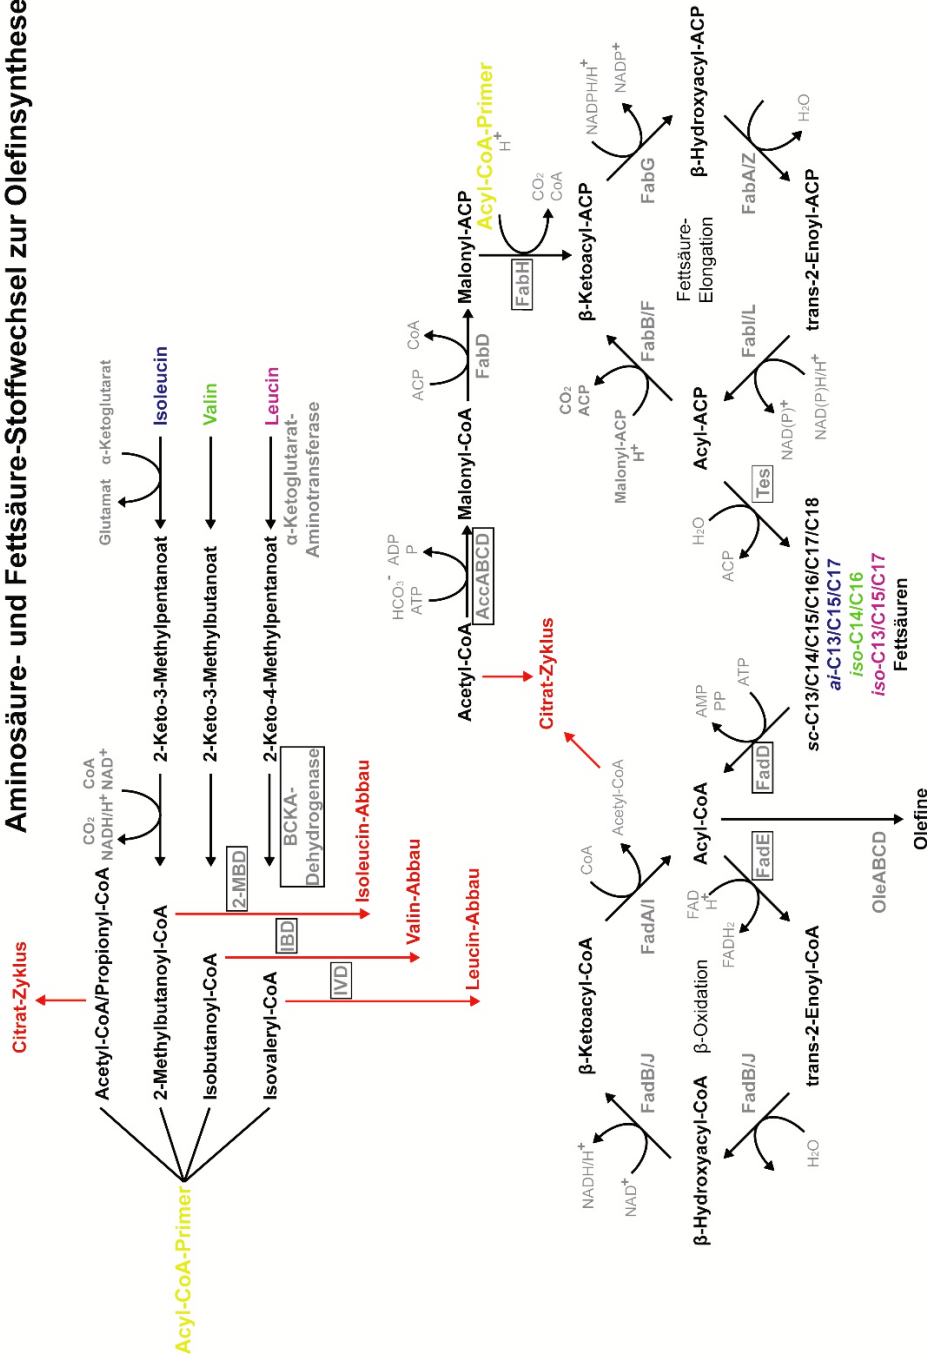 Aminosäure- und Fettsäure-Stoffwechsel zur Olefinsynthese
Citrat-Zyklus
Acyl-CoA-Primer
Acetyl-CoA/Propionyl-CoA
2-Methylbutanoyl-CoA
Isobutanoyl-CoA
Isovaleryl-CoA
CO₂
NADH/H⁺
CoA
NAD⁺
2-MBD
IBD
IVD
BCKA-
Dehydrogenase
Isoleucin-Abbau
Valin-Abbau
Leucin-Abbau
2-Keto-3-Methylpentanoat
2-Keto-3-Methylbutanoat
2-Keto-4-Methylpentanoat
Glutamat
α-Ketoglutarat
Isoleucin
Valin
Leucin
α-Ketoglutarat-
Aminotransferase
Acetyl-CoA
Citrat-Zyklus
HCO₃⁻
ATP
ADP
P
AccABCD
Malonyl-CoA
ACP
CoA
FabD
Malonyl-ACP
Acyl-CoA-Primer
H⁺
FabH
CO₂
CoA
β-Ketoacyl-ACP
NADPH/H⁺
NADP⁺
FabG
β-Hydroxyacyl-ACP
FabA/Z
H₂O
trans-2-Enoyl-ACP
FabI/L
NAD(P)H/H⁺
NAD(P)⁺
Acyl-ACP
Malonyl-ACP
H⁺
CO₂
ACP
FabB/F
Fettsäure-
Elongation
H₂O
ACP
Tes
sc-C13/C14/C15/C16/C17/C18
ai-C13/C15/C17
iso-C14/C16
iso-C13/C15/C17
Fettsäuren
ATP
AMP
PP
FadD
Acyl-CoA
OleABCD
Olefine
FAD
H⁺
FADH₂
FadE
trans-2-Enoyl-CoA
H₂O
FadB/J
β-Hydroxyacyl-CoA
NAD⁺
NADH/H⁺
FadB/J
β-Ketoacyl-CoA
CoA
Acetyl-CoA
FadA/I
β-Oxidation